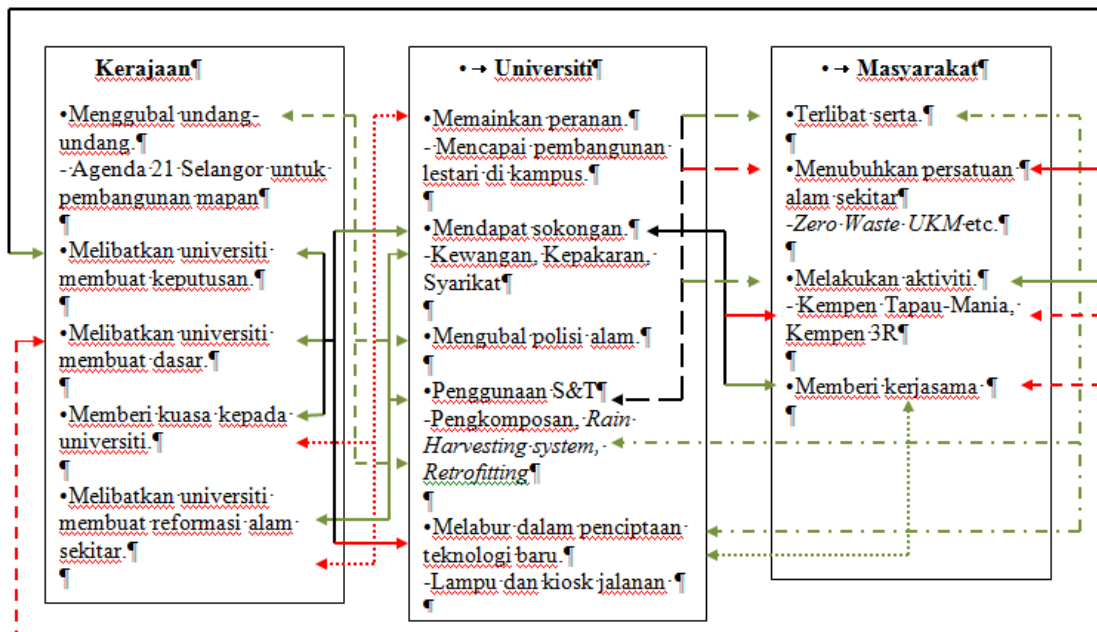 Kerajaan¶
•Menggubal undang-
undang.¶
-Agenda 21 Selangor untuk
pembangunan mapan¶
¶
•Melibatkan universiti
membuat keputusan.¶
¶
•Melibatkan universiti
membuat dasar.¶
¶
•Memberi kuasa kepada
universiti.¶
¶
•Melibatkan universiti
membuat reformasi alam
sekitar.¶
¶
•→ Universiti¶
•Memainkan peranan.¶
-Mencapai pembangunan
lestari di kampus.¶
¶
•Mendapat sokongan.¶
-Kewangan, Kepakaran,
Syarikat¶
¶
•Mengubal polisi alam.¶
¶
•Penggunaan S&T¶
-Pengkomposan, Rain
Harvesting system,
Retrofitting¶
¶
•Melabur dalam penciptaan
teknologi baru.¶
-Lampu dan kiosk jalanan ¶
¶
•→ Masyarakat¶
•Terlibat serta.¶
¶
•Menubuhkan persatuan ¶
alam sekitar¶
-Zero Waste UKM etc.¶
¶
•Melakukan aktiviti.¶
-Kempen Tapau-Mania,
Kempen 3R¶
¶
•Memberi kerjasama ¶
¶